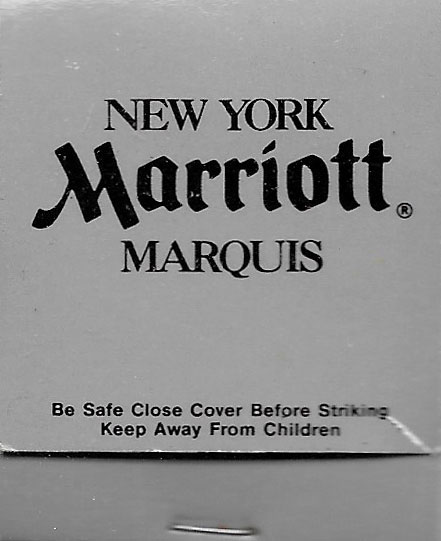 NEW YORK
Marriott®
MARQUIS
Be Safe Close Cover Before Striking
Keep Away From Children